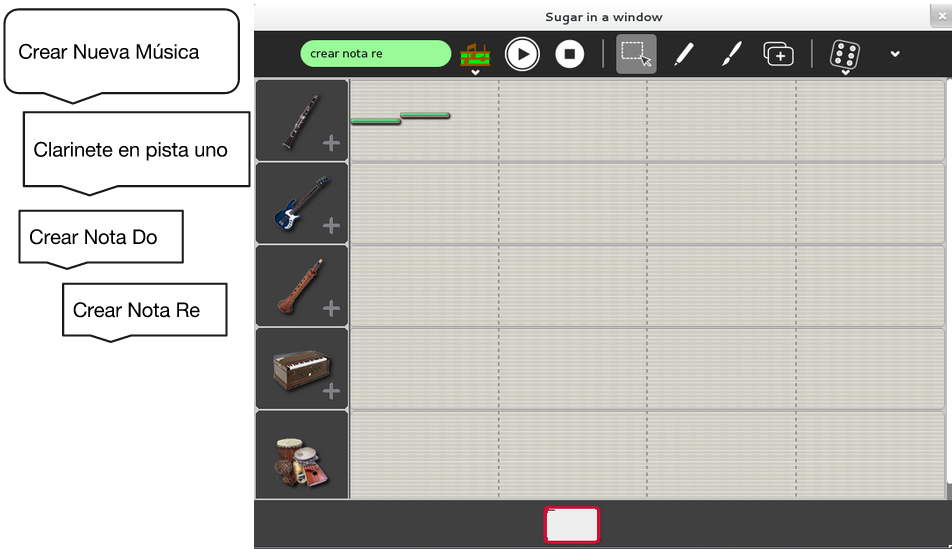 Sugar in a window
Crear Nueva Música
crear nota re
Clarinete en pista uno
Crear Nota Do
Crear Nota Re